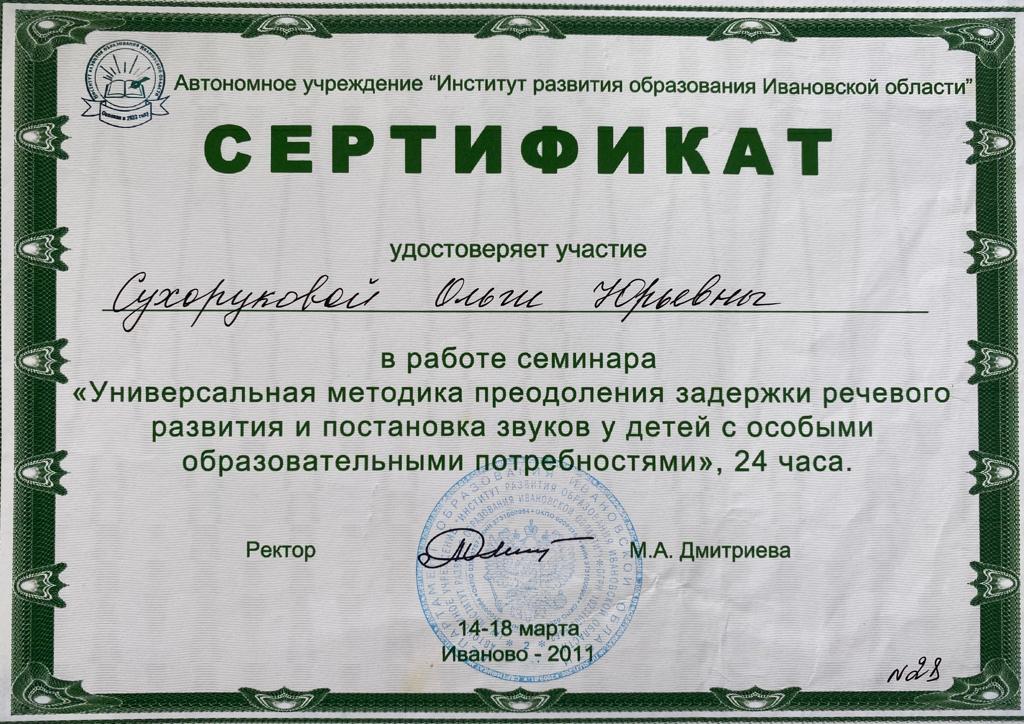 Автономное учреждение "Институт развития образования Ивановской области"
СЕРТИФИКАТ
удостоверяет участие
Сухоруковой Ольги Юрьевны
в работе семинара
«Универсальная методика преодоления задержки речевого
развития и постановка звуков у детей с особыми
образовательными потребностями», 24 часа.
Ректор М.А. Дмитриева
14-18 марта
Иваново - 2011